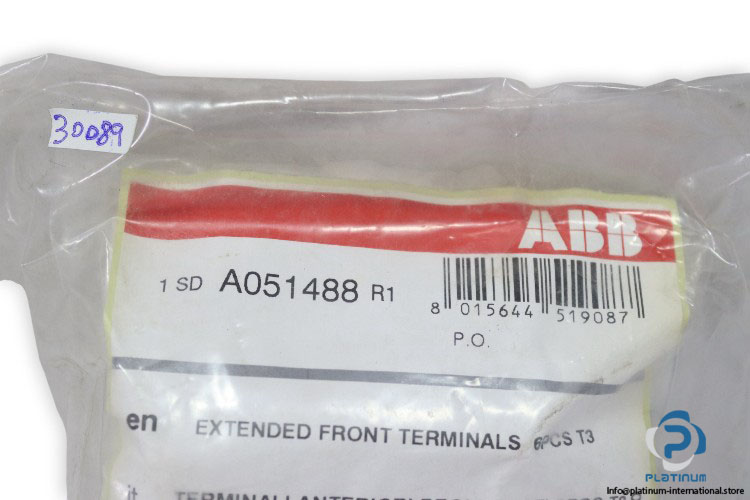 30089
ABB
1 SD A051488 R1
8 015644 519087
P.O.
en EXTENDED FRONT TERMINALS 6PCS T3
it
PLATINUM
info@platinum-international.store